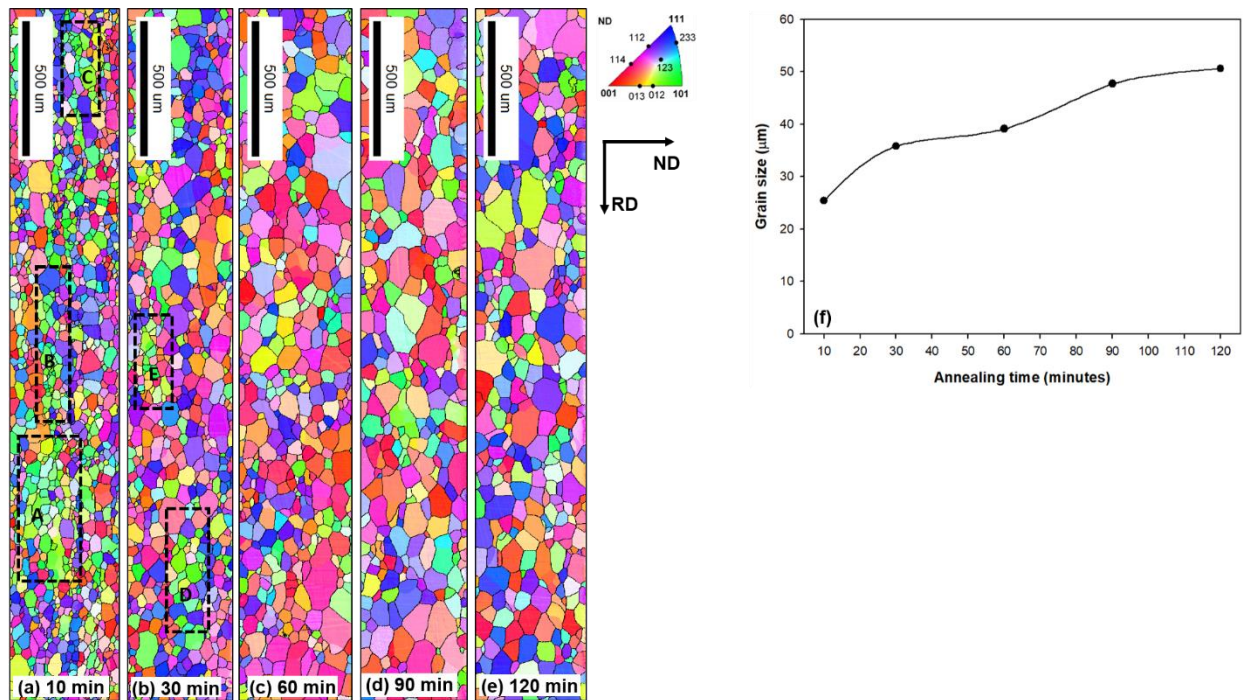 500 um
C
B
A
(a) 10 min
500 um
E
D
(b) 30 min
500 um
(c) 60 min
500 um
(d) 90 min
500 um
(e) 120 min
ND
111
112
233
114
123
001
013 012 101
ND
RD
60
50
40
30
20
10
0
Grain size (μm)
(f)
10 20 30 40 50 60 70 80 90 100 110 120
Annealing time (minutes)